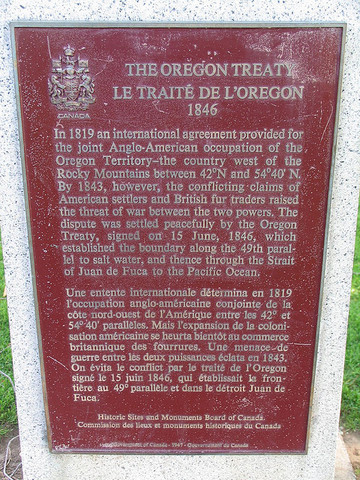 CANADA
THE OREGON TREATY
LE TRAITÉ DE L'OREGON
1846
In 1819 an international agreement provided for
the joint Anglo-American occupation of the
Oregon Territory-the country west of the
Rocky Mountains between 42°N and 54°40' N.
By 1843, however, the conflicting claims of
American settlers and British fur traders raised
the threat of war between the two powers. The
dispute was settled peacefully by the Oregon
Treaty, signed on 15 June, 1846, which
established the boundary along the 49th paral-
lel to salt water, and thence through the Strait
of Juan de Fuca to the Pacific Ocean.
Une entente internationale détermina en 1819
l'occupation anglo-américaine conjointe de la
côte nord-ouest de l'Amérique entre les 42° et
54°40' parallèles. Mais l'expansion de la coloni-
sation américaine se heurta bientôt au commerce
britannique des fourrures. Une menace de
guerre entre les deux puissances éclata en 1843.
On évita le conflit par le traité de l'Oregon
signé le 15 juin 1846, qui établissait la fron-
tière au 49e parallèle et dans le détroit Juan de
Fuca.
Historic Sites and Monuments Board of Canada.
Commission des lieux et monuments historiques du Canada
Government of Canada - Gouvernement du Canada